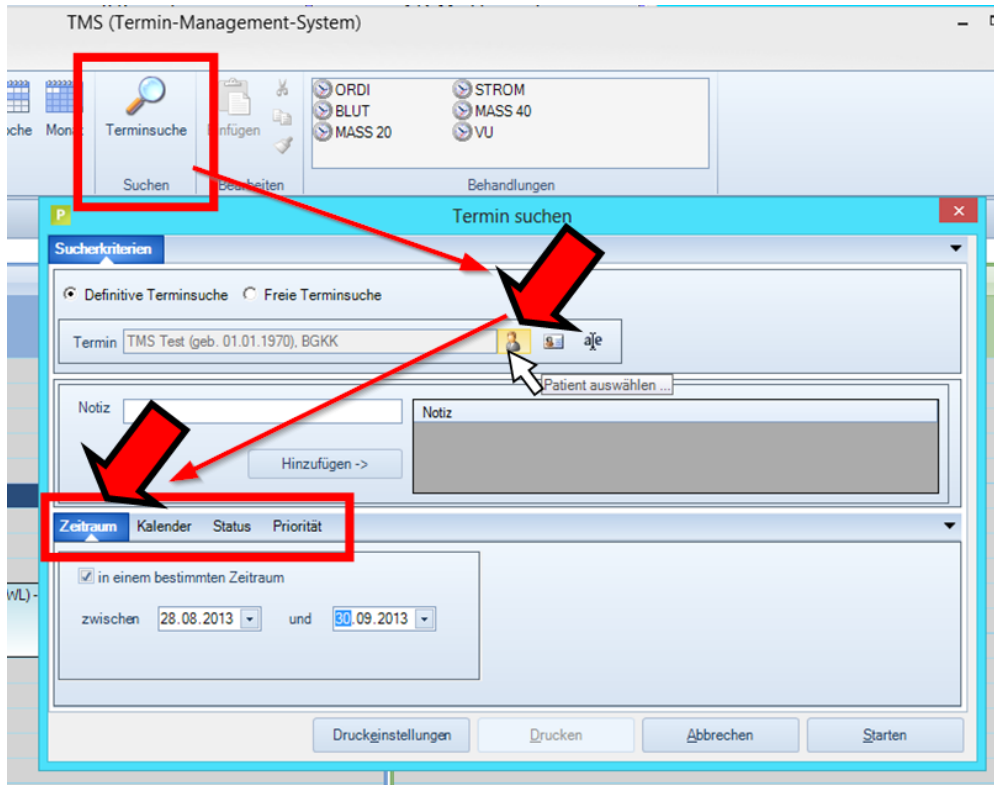 TMS (Termin-Management-System)
ORDI STROM
BLUT MASS 40
MASS 20 VU
oche Monat Terminsuche Einfügen
Suchen Bearbeiten Behandlungen
Termin suchen
Sucherkriterien
Definitive Terminsuche Freie Terminsuche
Termin TMS Test (geb. 01.01.1970), BGKK
Patient auswählen ...
Notiz Notiz
Hinzufügen ->
Zeitraum Kalender Status Priorität
in einem bestimmten Zeitraum
WL) -
zwischen 28.08.2013 und 30.09.2013
Druckeinstellungen Drucken Abbrechen Starten